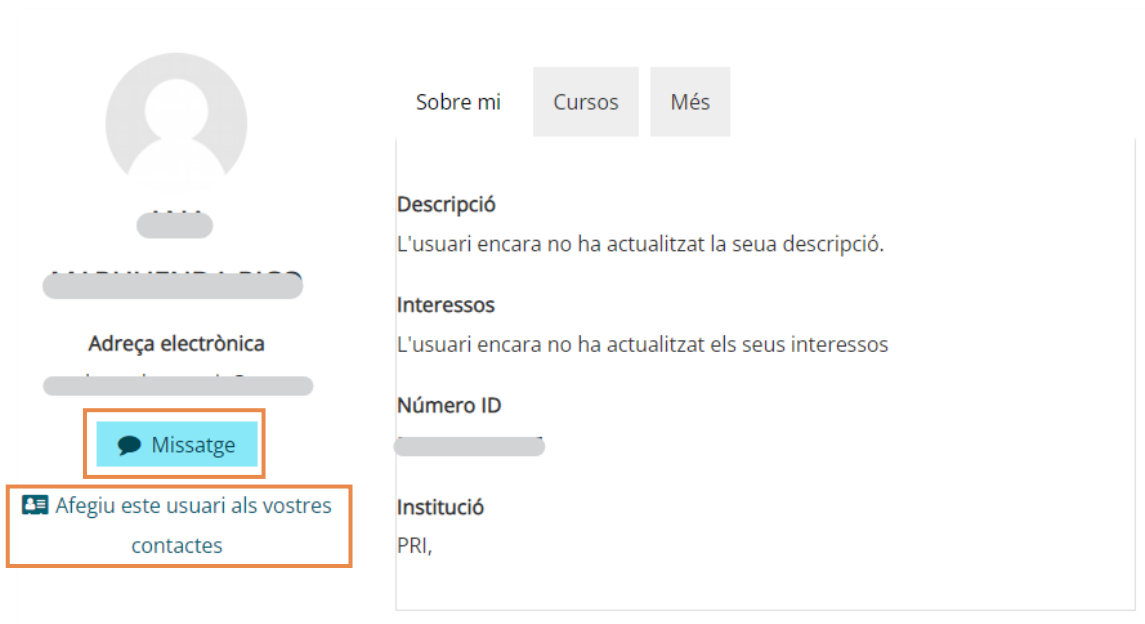 Sobre mi
Cursos
Més
Adreça electrònica
Missatge
Afegiu este usuari als vostres
contactes
Descripció
L'usuari encara no ha actualitzat la seua descripció.
Interessos
L'usuari encara no ha actualitzat els seus interessos
Número ID
Institució
PRI,